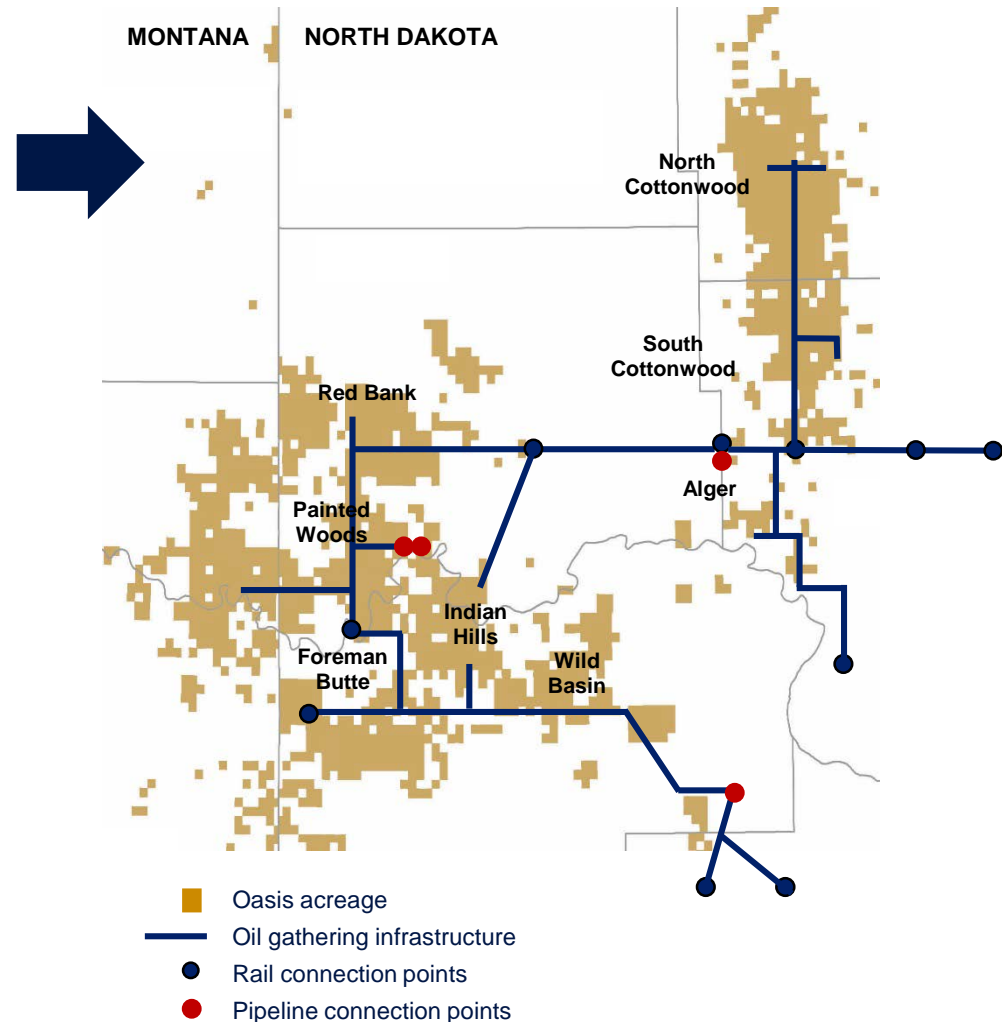 MONTANA
NORTH DAKOTA
North
Cottonwood
South
Cottonwood
Red Bank
Alger
Painted
Woods
Indian
Hills
Foreman
Butte
Wild
Basin
Oasis acreage
Oil gathering infrastructure
Rail connection points
Pipeline connection points